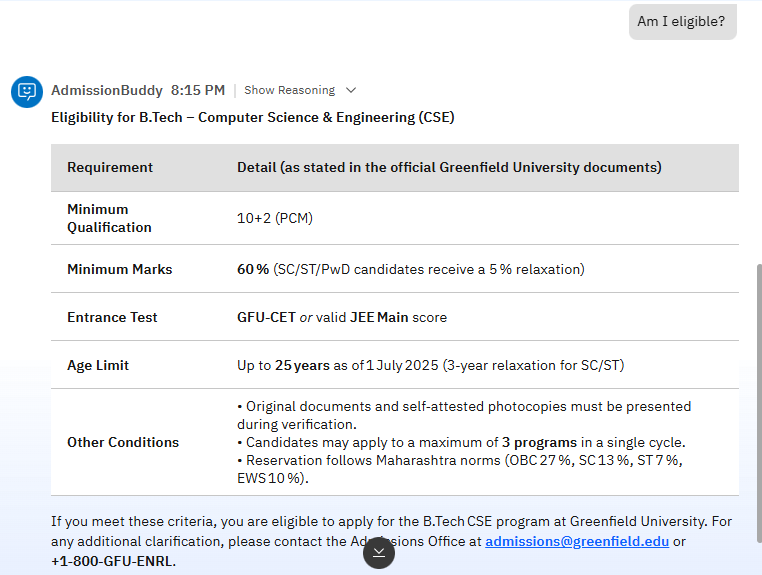 Am I eligible?
AdmissionBuddy 8:15 PM | Show Reasoning
Eligibility for B.Tech – Computer Science & Engineering (CSE)
Requirement Detail (as stated in the official Greenfield University documents)
Minimum
Qualification
10+2 (PCM)
Minimum Marks 60 % (SC/ST/PwD candidates receive a 5 % relaxation)
Entrance Test GFU-CET or valid JEE Main score
Age Limit Up to 25 years as of 1 July 2025 (3-year relaxation for SC/ST)
Other Conditions
• Original documents and self-attested photocopies must be presented
during verification.
• Candidates may apply to a maximum of 3 programs in a single cycle.
• Reservation follows Maharashtra norms (OBC 27 %, SC 13 %, ST 7 %,
EWS 10 %).
If you meet these criteria, you are eligible to apply for the B.Tech CSE program at Greenfield University. For
any additional clarification, please contact the Office at admissions@greenfield.edu or
+1-800-GFU-ENRL.